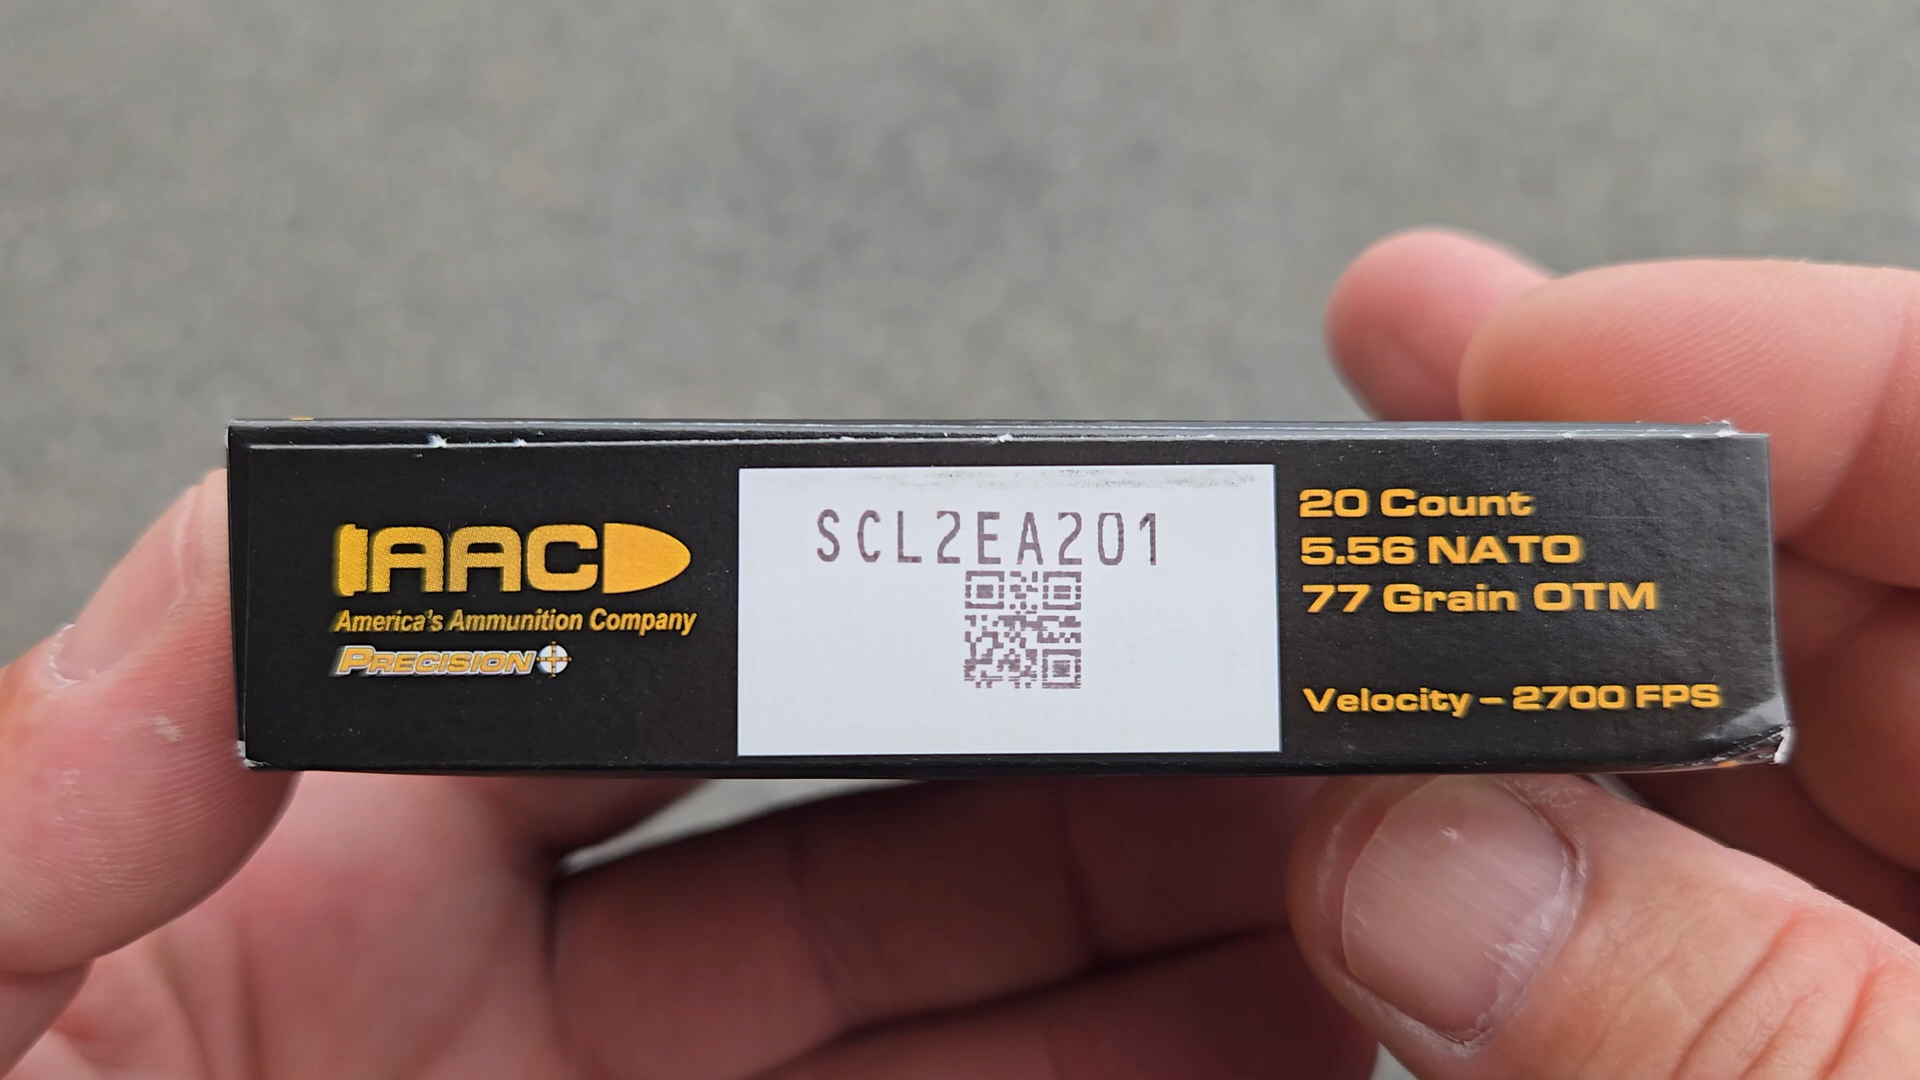 AAC
America's Ammunition Company
PRECISION
SCL2EA201
20 Count
5.56 NATO
77 Grain OTM
Velocity – 2700 FPS